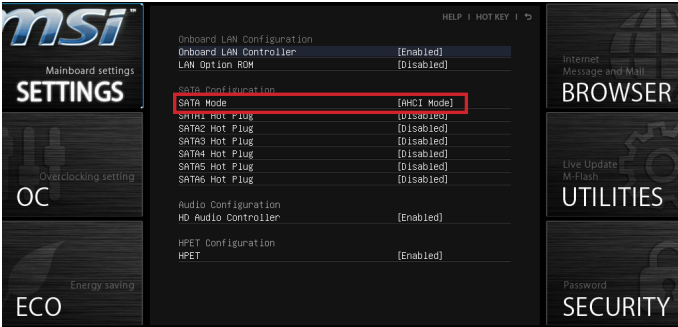 msi
Mainboard settings
SETTINGS
Overclocking setting
OC
Energy saving
ECO
HELP | HOT KEY | ↩
Onboard LAN Configuration
Onboard LAN Controller [Enabled]
LAN Option ROM [Disabled]
SATA Configuration
SATA Mode [AHCI Mode]
SATA1 Hot Plug [Disabled]
SATA2 Hot Plug [Disabled]
SATA3 Hot Plug [Disabled]
SATA4 Hot Plug [Disabled]
SATA5 Hot Plug [Disabled]
SATA6 Hot Plug [Disabled]
Audio Configuration
HD Audio Controller [Enabled]
HPET Configuration
HPET [Enabled]
Internet
Message and Mail
BROWSER
Live Update
M-Flash
UTILITIES
Password
SECURITY